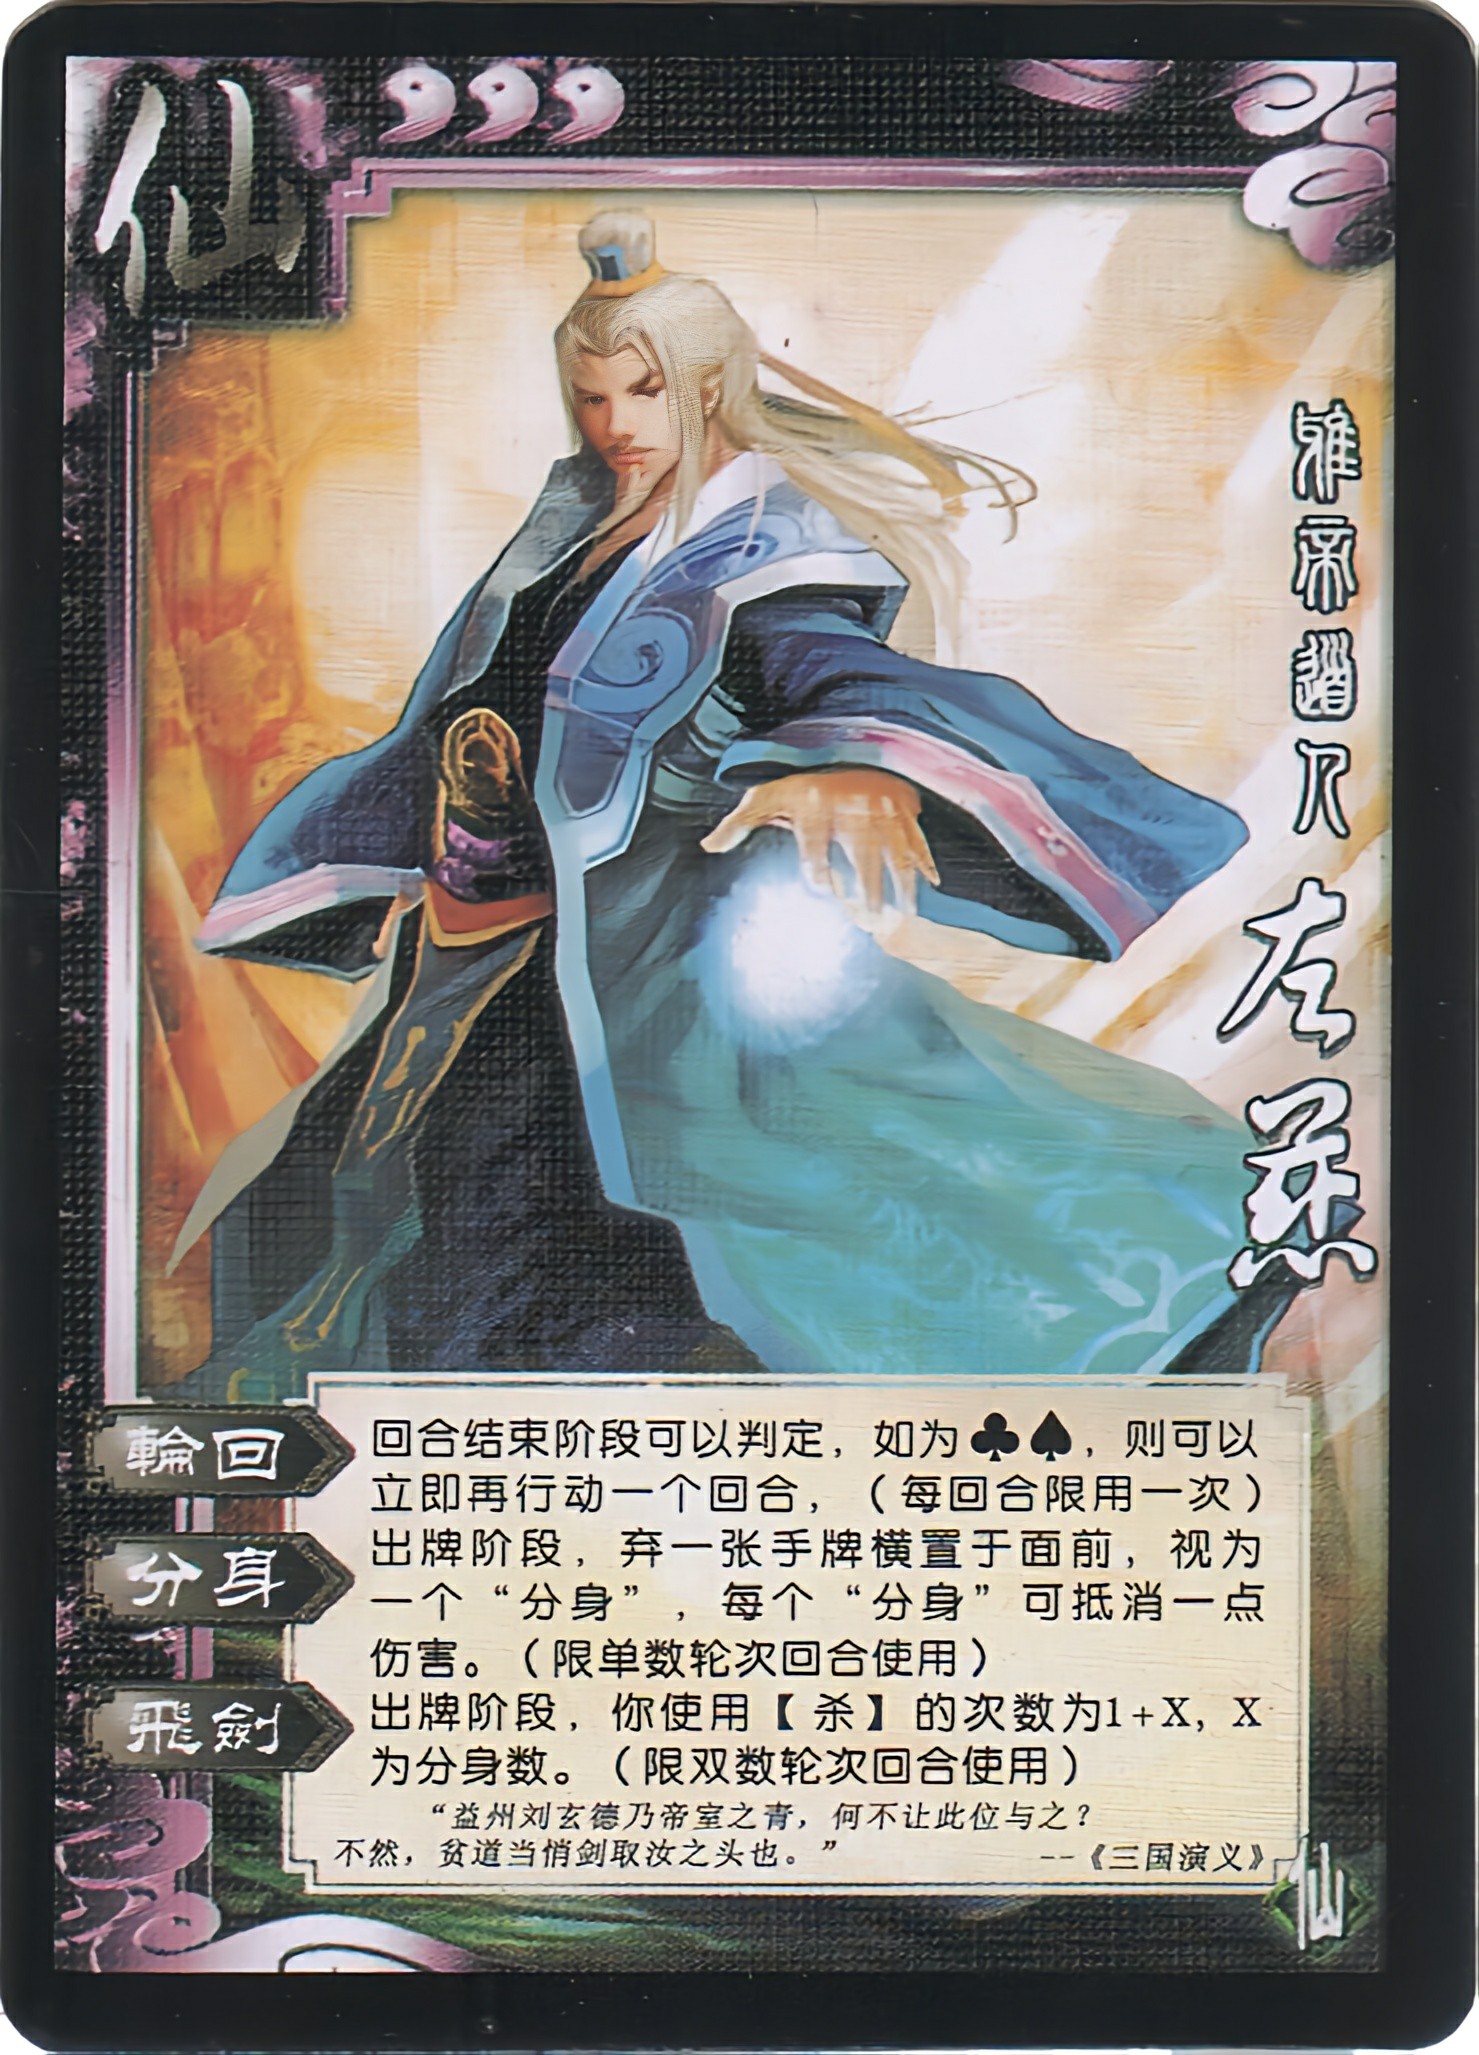 仙
雅帝道人
左慈
輪回
回合结束阶段可以判定，如为♣♠，则可以
立即再行动一个回合，（每回合限用一次）
分身
出牌阶段，弃一张手牌横置于面前，视为
一个“分身”，每个“分身”可抵消一点
伤害。（限单数轮次回合使用）
飛劍
出牌阶段，你使用【杀】的次数为1+X，X
为分身数。（限双数轮次回合使用）
“益州刘玄德乃帝室之青，何不让此位与之？
不然，贫道当悄剑取汝之头也。”
--《三国演义》
仙